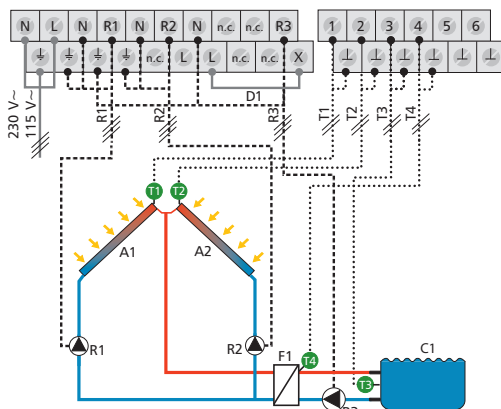 N L N R1 N R2 N n.c. n.c. R3
n.c. L L n.c. n.c. X
1 2 3 4 5 6
D1
230 V~
115 V~
R1
R2
R3
T1
T2
T3
T4
T1 T2
A1 A2
R1 R2 F1 T4 C1
T3